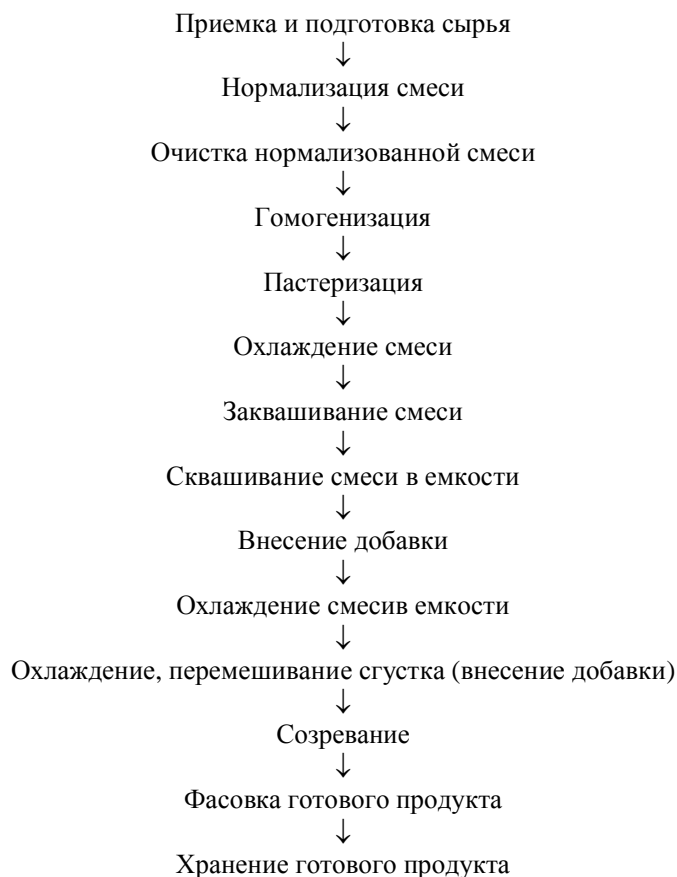 Приемка и подготовка сырья
↓
Нормализация смеси
↓
Очистка нормализованной смеси
↓
Гомогенизация
↓
Пастеризация
↓
Охлаждение смеси
↓
Заквашивание смеси
↓
Сквашивание смеси в емкости
↓
Внесение добавки
↓
Охлаждение смесив емкости
↓
Охлаждение, перемешивание сгустка (внесение добавки)
↓
Созревание
↓
Фасовка готового продукта
↓
Хранение готового продукта